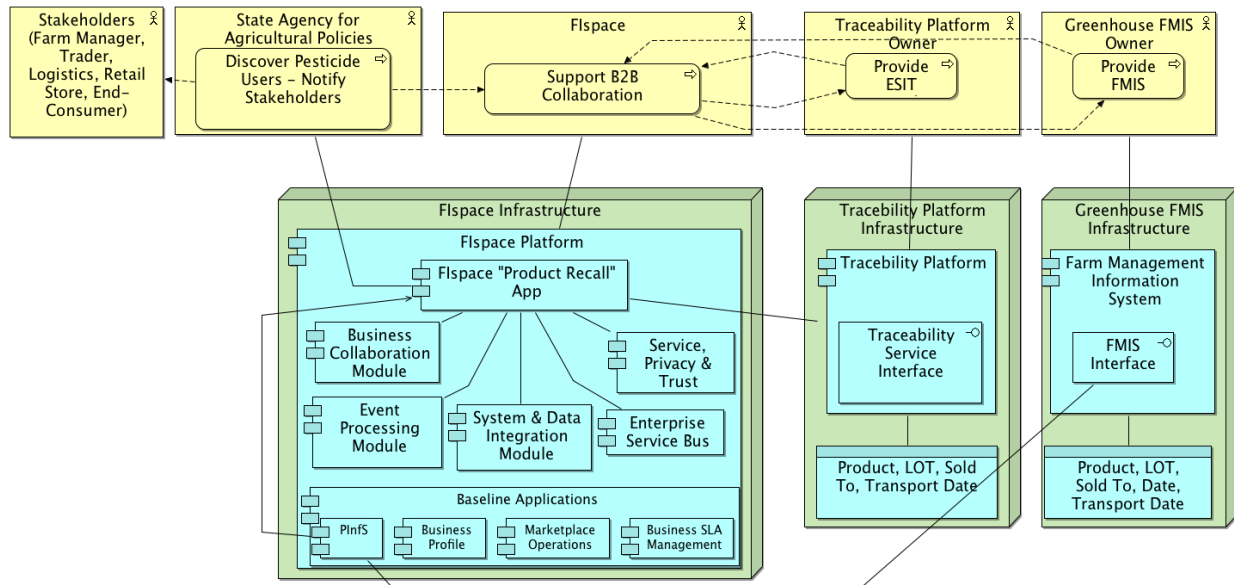 Stakeholders
(Farm Manager,
Trader,
Logistics, Retail
Store, End-
Consumer)
State Agency for
Agricultural Policies
Discover Pesticide
Users - Notify
Stakeholders
FIspace
Support B2B
Collaboration
Traceability Platform
Owner
Provide
ESIT
Greenhouse FMIS
Owner
Provide
FMIS
FIspace Infrastructure
FIspace Platform
FIspace "Product Recall"
App
Business
Collaboration
Module
Service,
Privacy &
Trust
Event
Processing
Module
System & Data
Integration
Module
Enterprise
Service Bus
Baseline Applications
PInfS
Business
Profile
Marketplace
Operations
Business SLA
Management
Tracebility Platform
Infrastructure
Tracebility Platform
Traceability
Service
Interface
Product, LOT, Sold
To, Transport Date
Greenhouse FMIS
Infrastructure
Farm Management
Information
System
FMIS
Interface
Product, LOT,
Sold To, Date,
Transport Date